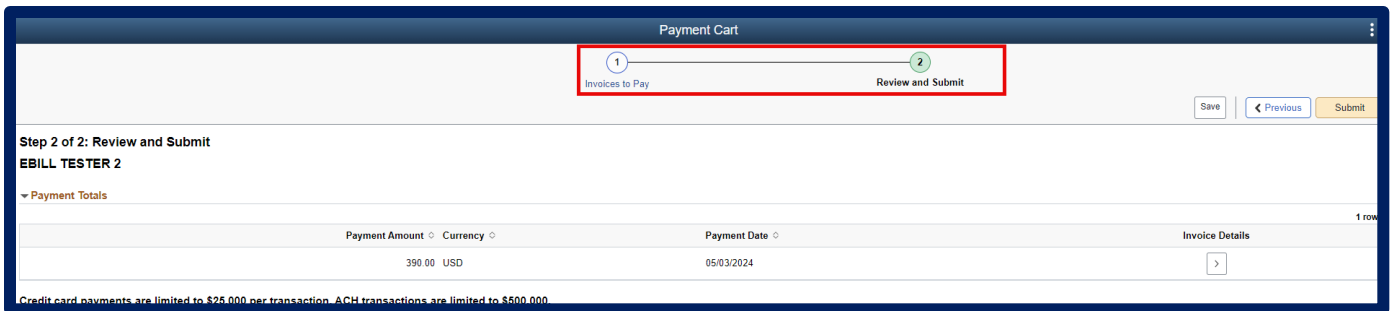 Payment Cart
1 2
Invoices to Pay Review and Submit
Save Previous Submit
Step 2 of 2: Review and Submit
EBILL TESTER 2
Payment Totals
1 row
Payment Amount Currency Payment Date Invoice Details
390.00 USD 05/03/2024
Credit card payments are limited to $25,000 per transaction. ACH transactions are limited to $500,000.